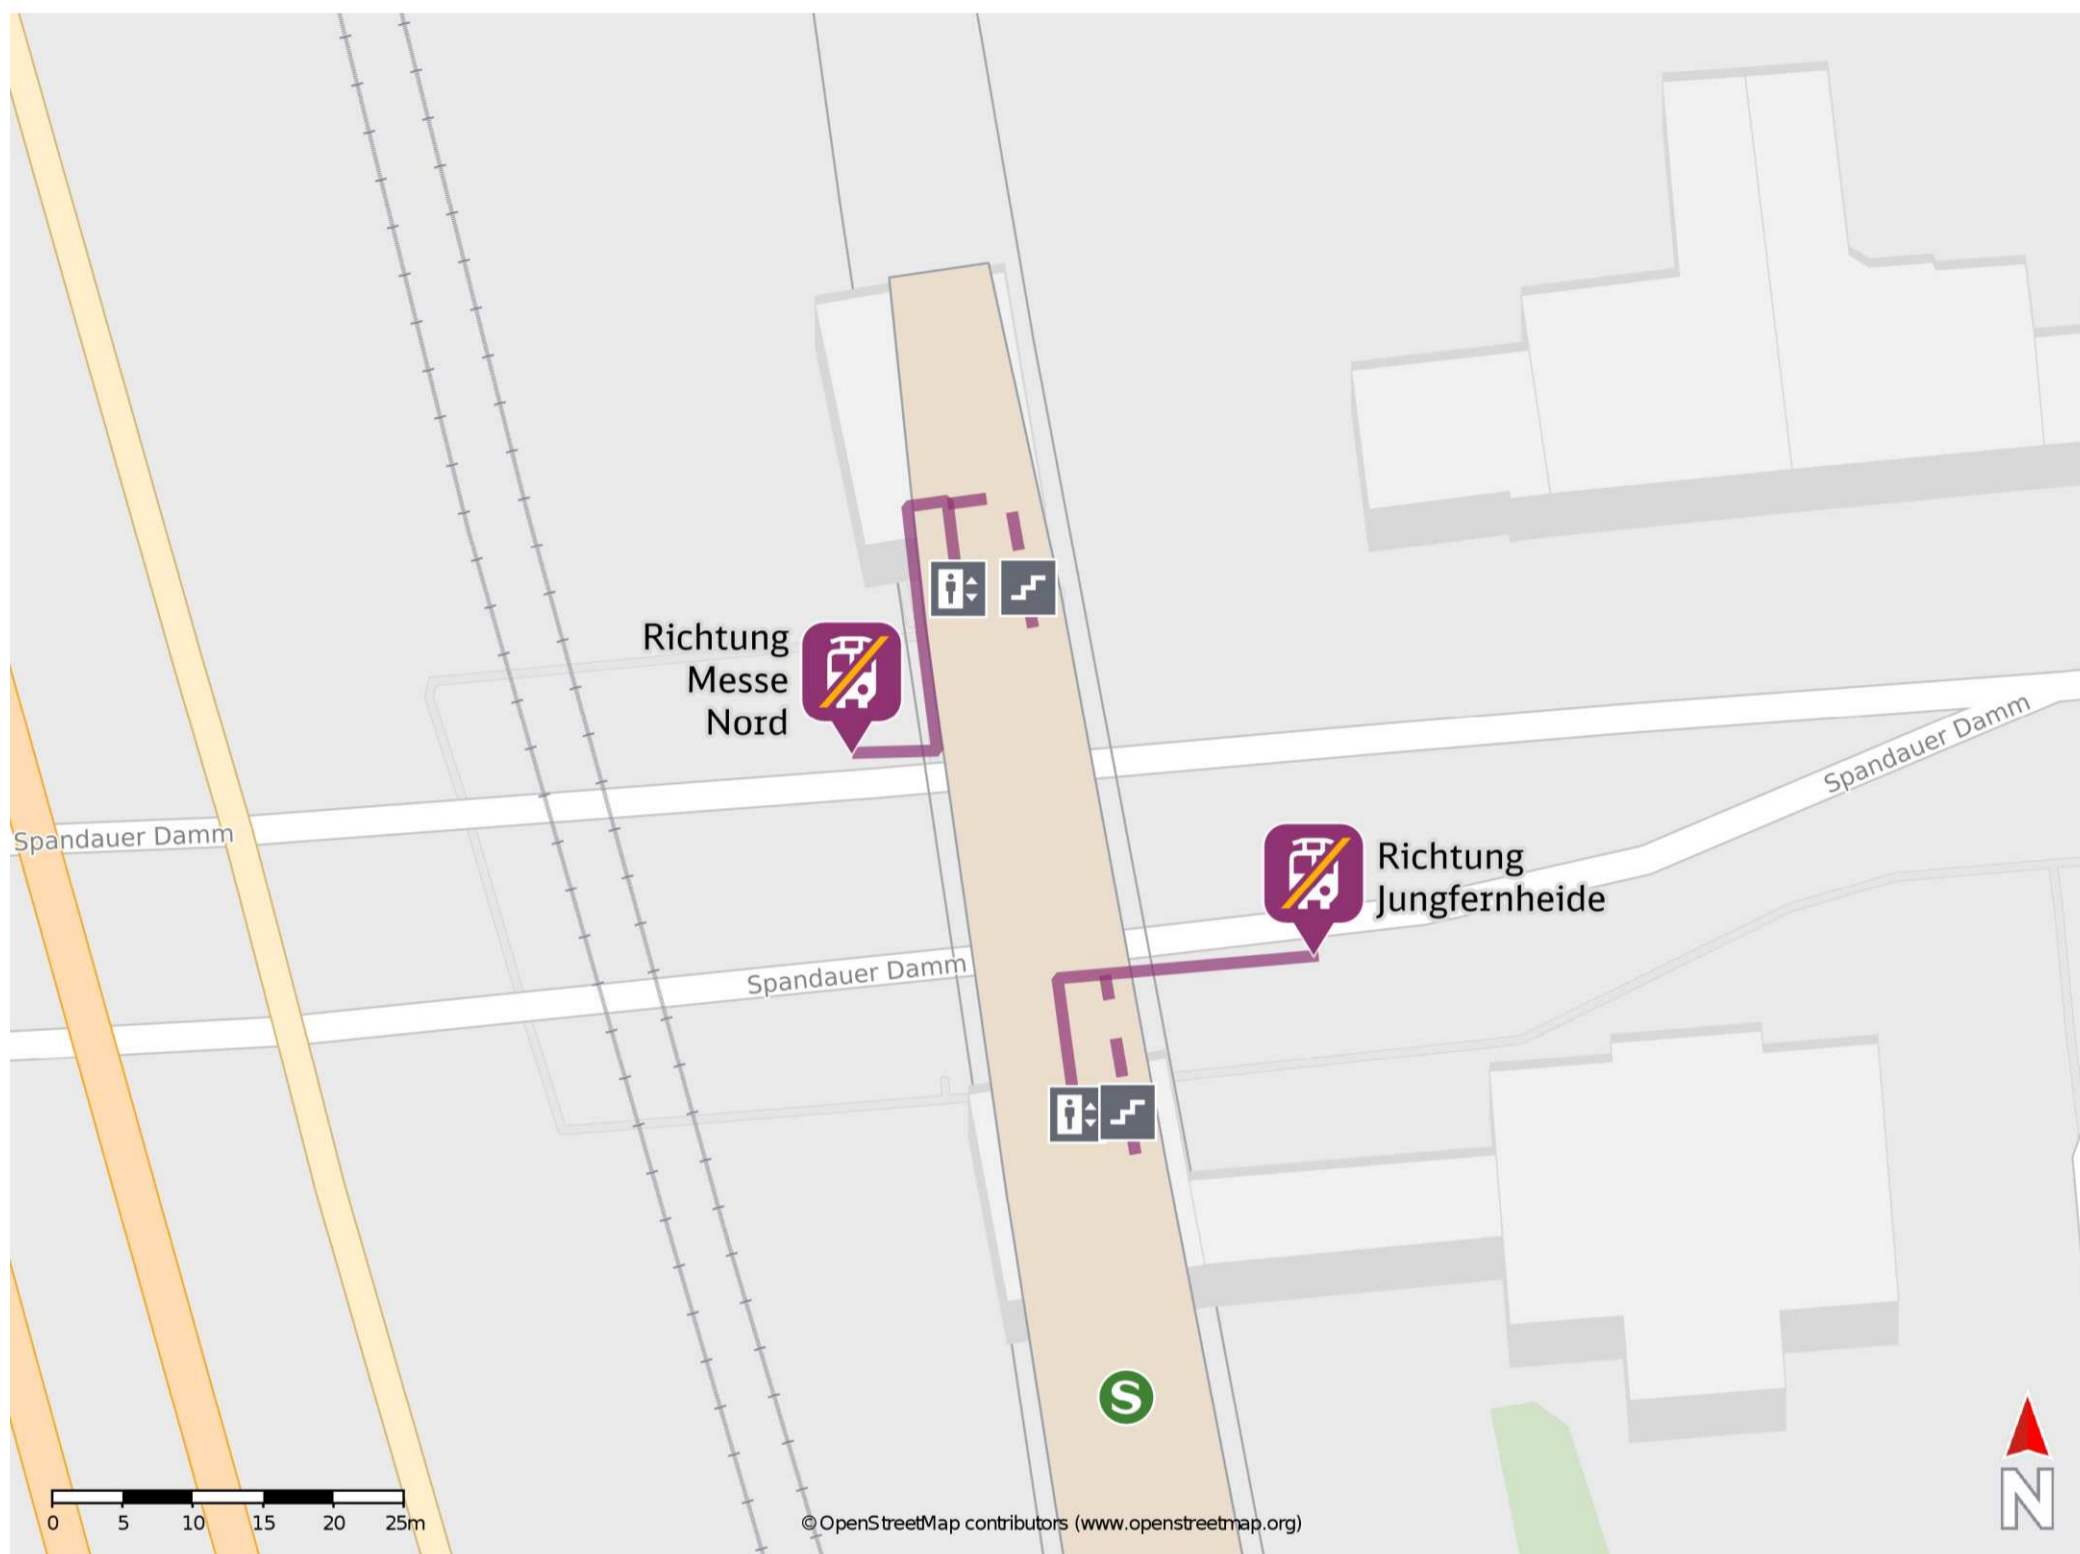 Richtung
Messe
Nord
Spandauer Damm
Spandauer Damm
Richtung
Jungfernheide
Spandauer Damm
S
N
0 5 10 15 20 25m
©OpenStreetMap contributors (www.openstreetmap.org)